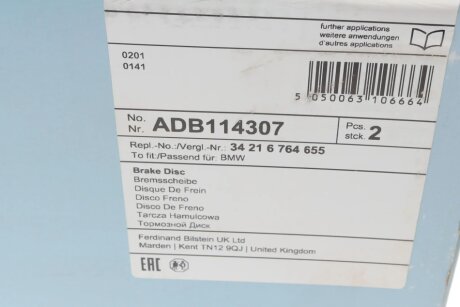 further applications
weitere anwendungen
d'autres applications
0201
0141
5 050063 106664
No.
Nr. ADB114307
Pcs.
stck. 2
Repl.-No.:/Vergl.-Nr.: 34 21 6 764 655
To fit:/Passend für: BMW
Brake Disc
Bremsscheibe
Disque De Frein
Disco Freno
Disco De Freno
Tarcza Hamulcowa
Тормозной Диск
Ferdinand Bilstein UK Ltd
Marden | Kent TN12 9QJ | United Kingdom
EAC